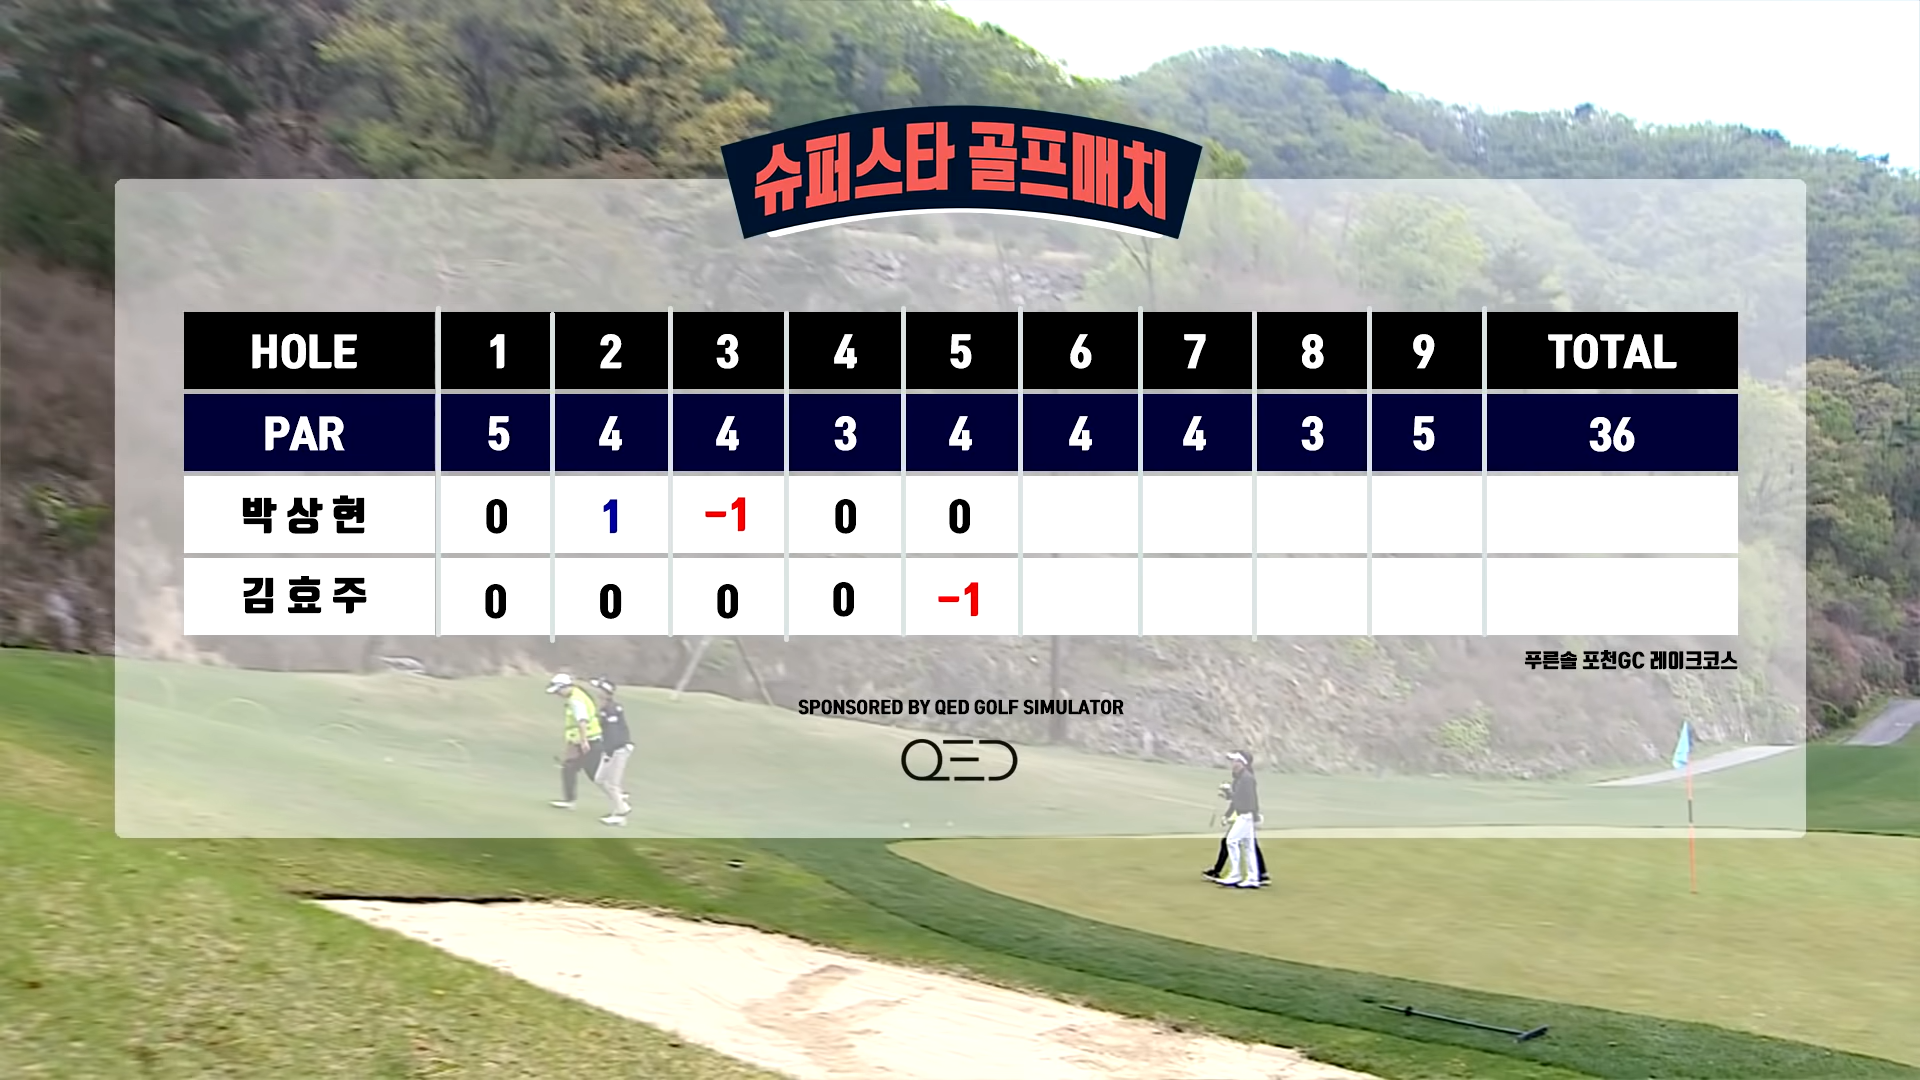 슈퍼스타 골프매치
HOLE 1 2 3 4 5 6 7 8 9 TOTAL
PAR 5 4 4 3 4 4 4 3 5 36
박상현 0 1 -1 0 0
김효주 0 0 0 0 -1
푸른솔 포천GC 레이크코스
SPONSORED BY QED GOLF SIMULATOR
QED